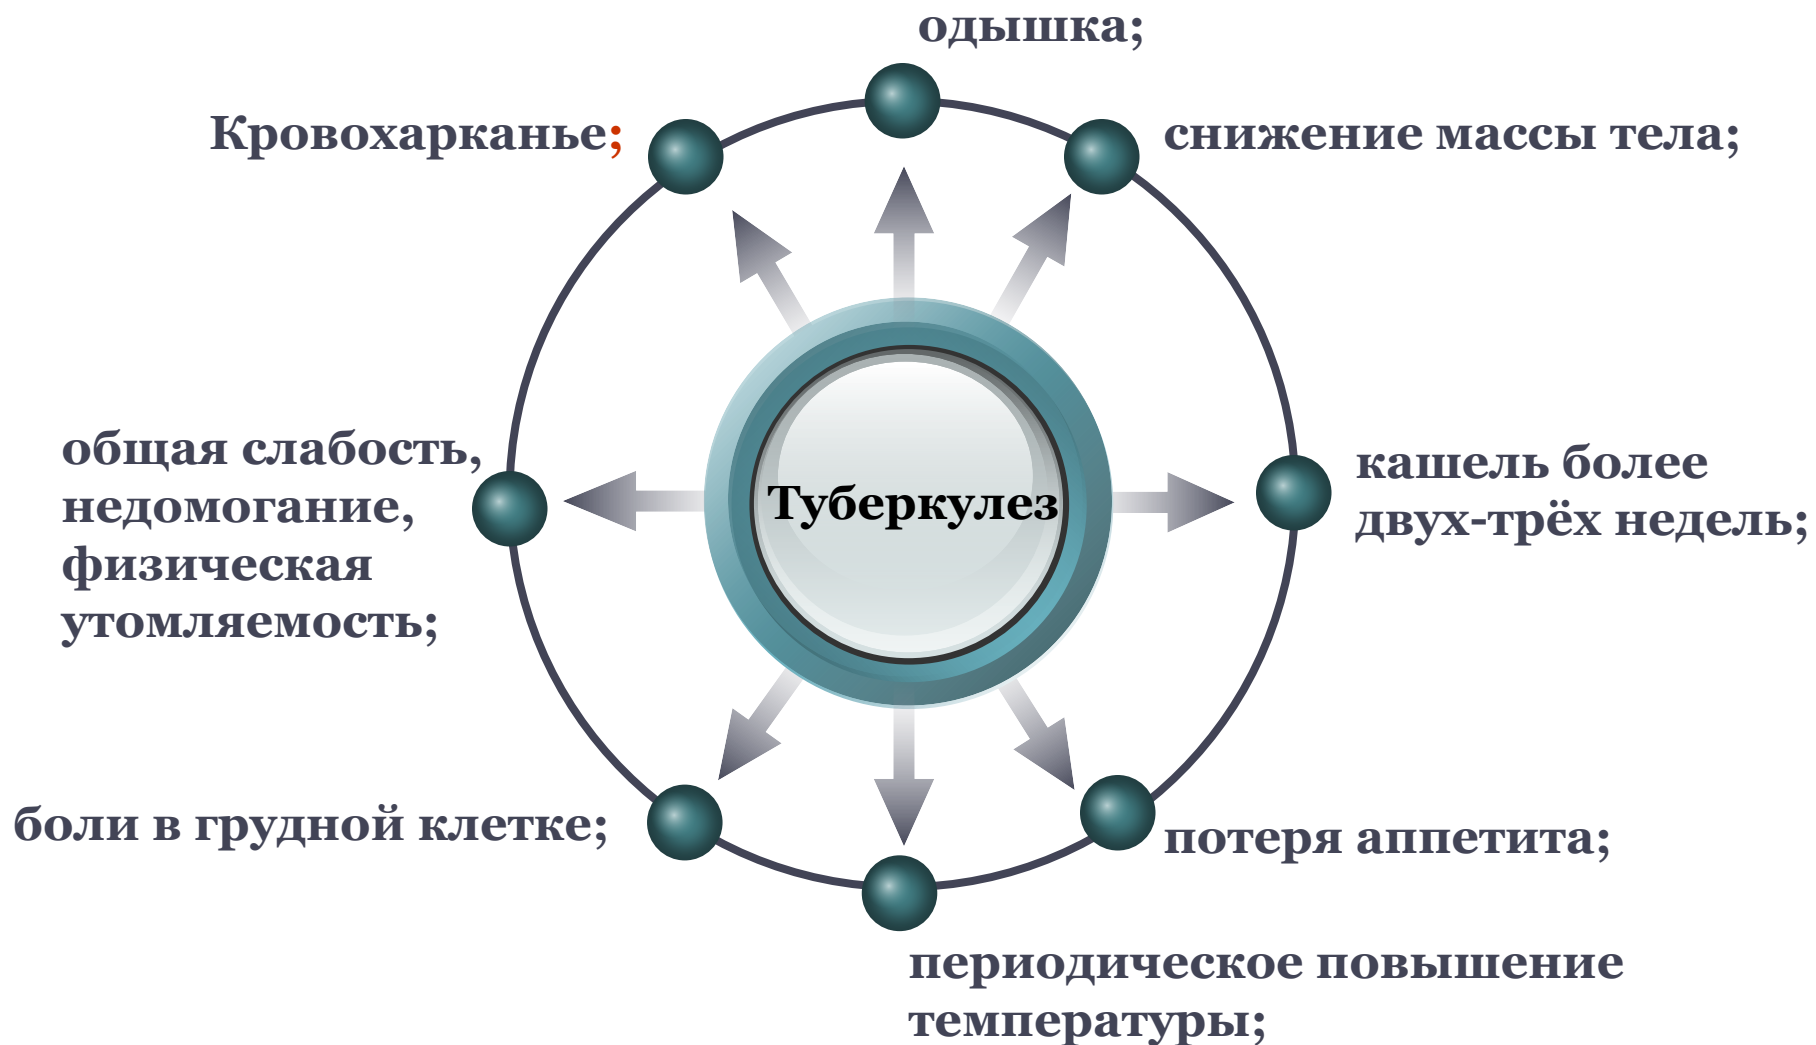 одышка;
Кровохарканье;
снижение массы тела;
общая слабость,
недомогание,
физическая
утомляемость;
Туберкулез
кашель более
двух-трёх недель;
боли в грудной клетке;
потеря аппетита;
периодическое повышение
температуры;